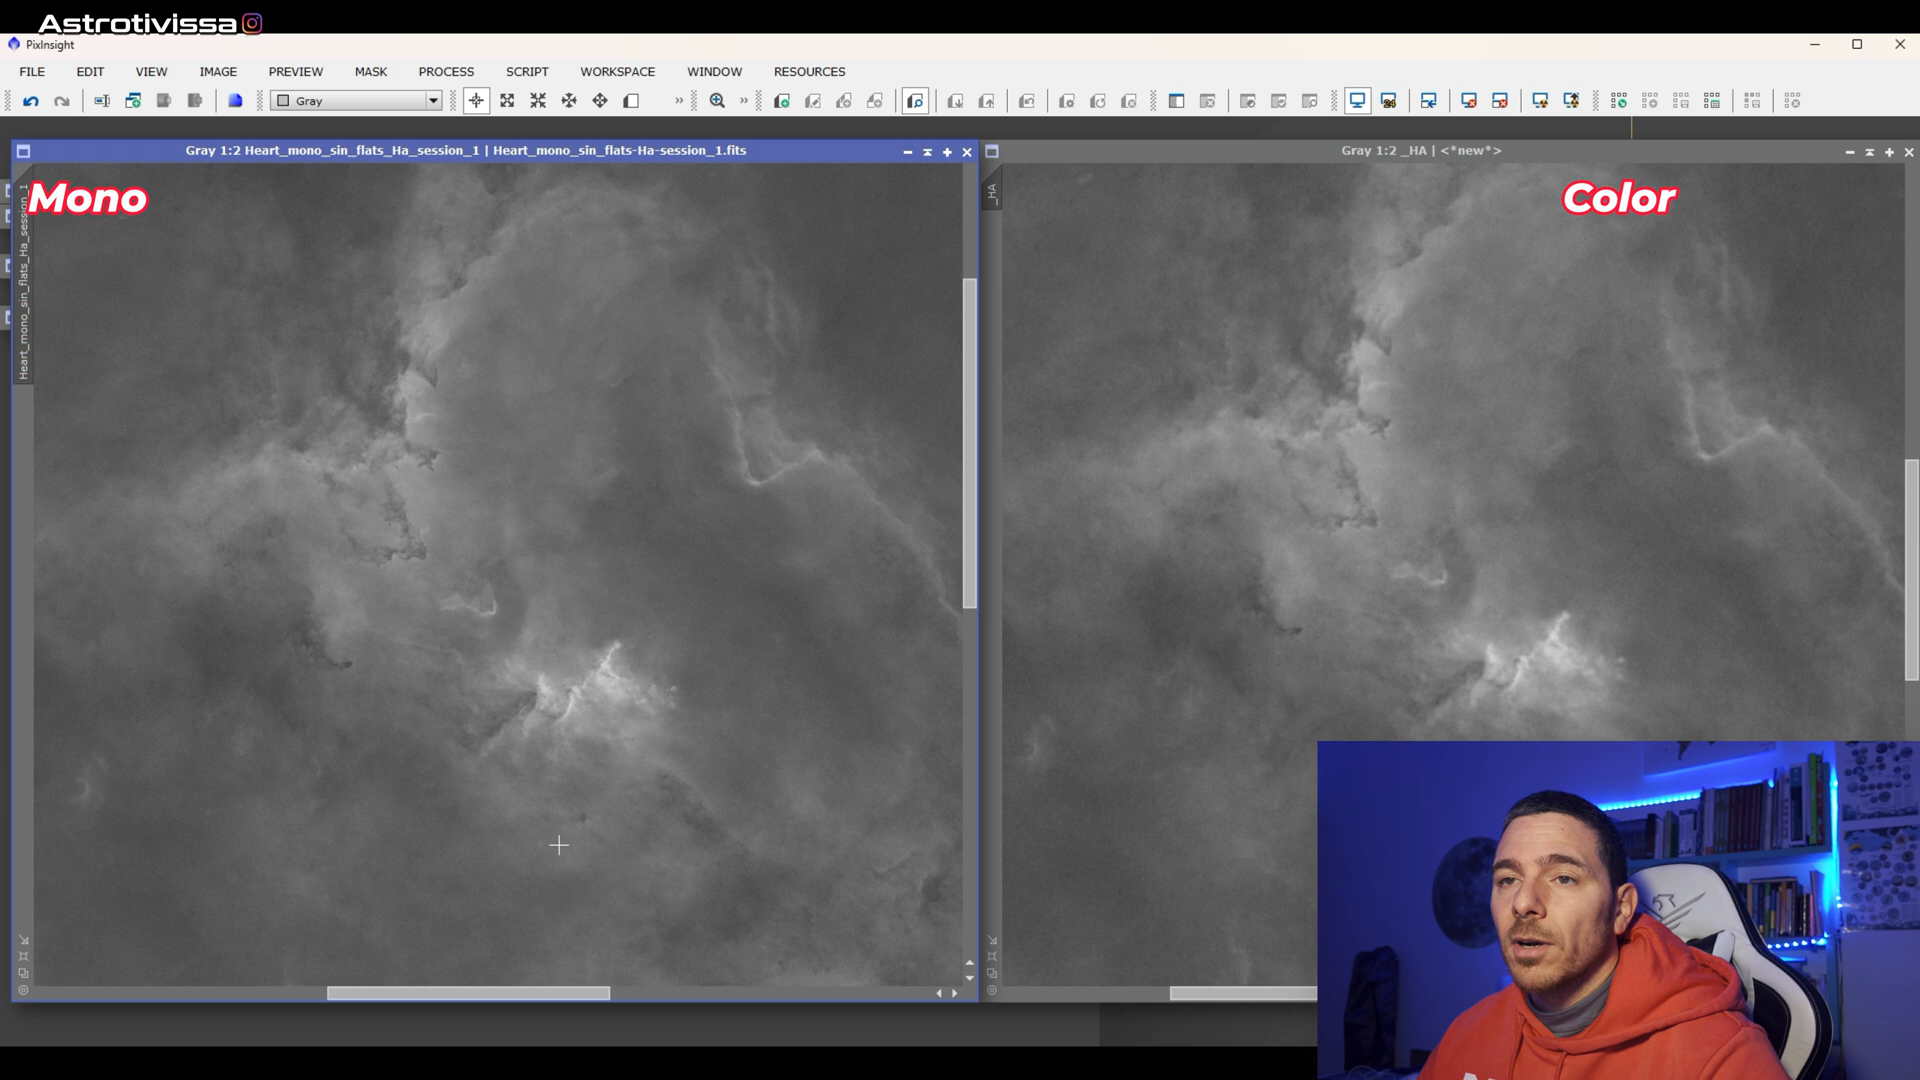 Astrotivissa
PixInsight
FILE EDIT VIEW IMAGE PREVIEW MASK PROCESS SCRIPT WORKSPACE WINDOW RESOURCES
Gray
Gray 1:2 Heart_mono_sin_flats_Ha_session_1 | Heart_mono_sin_flats-Ha-session_1.fits
Gray 1:2 _HA | <*new*>
Heart_mono_sin_flats_Ha_session_1
Mono
_HA
Color